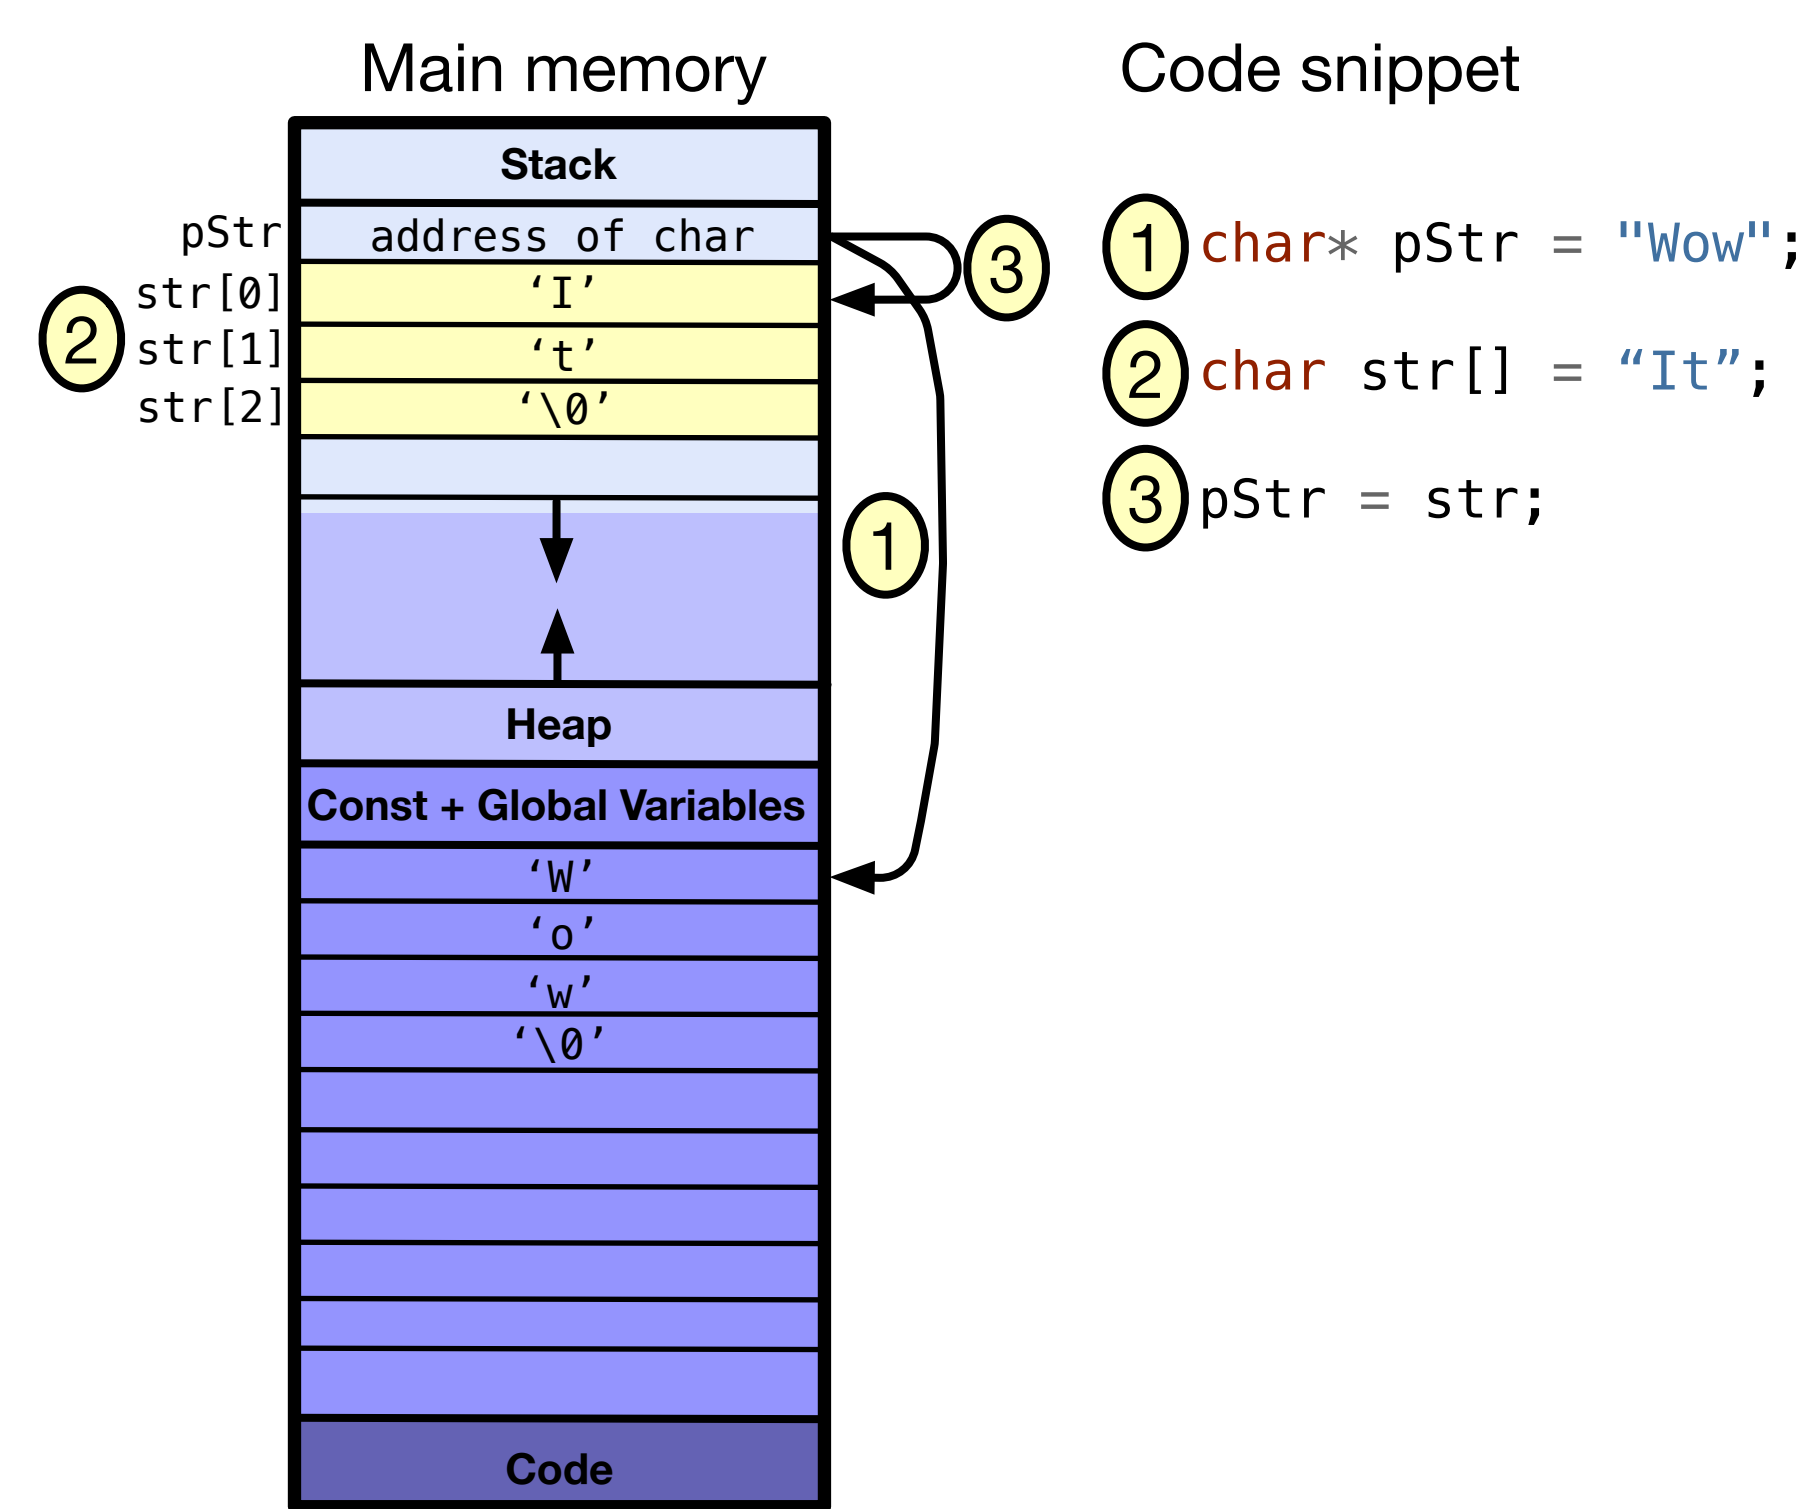 Main memory
Code snippet
Stack
pStr address of char
str[0] ‘I’
str[1] ‘t’
str[2] ‘\0’
2
3
1
Heap
Const + Global Variables
‘W’
‘o’
‘w’
‘\0’
Code
1 char* pStr = "Wow";
2 char str[] = “It”;
3 pStr = str;